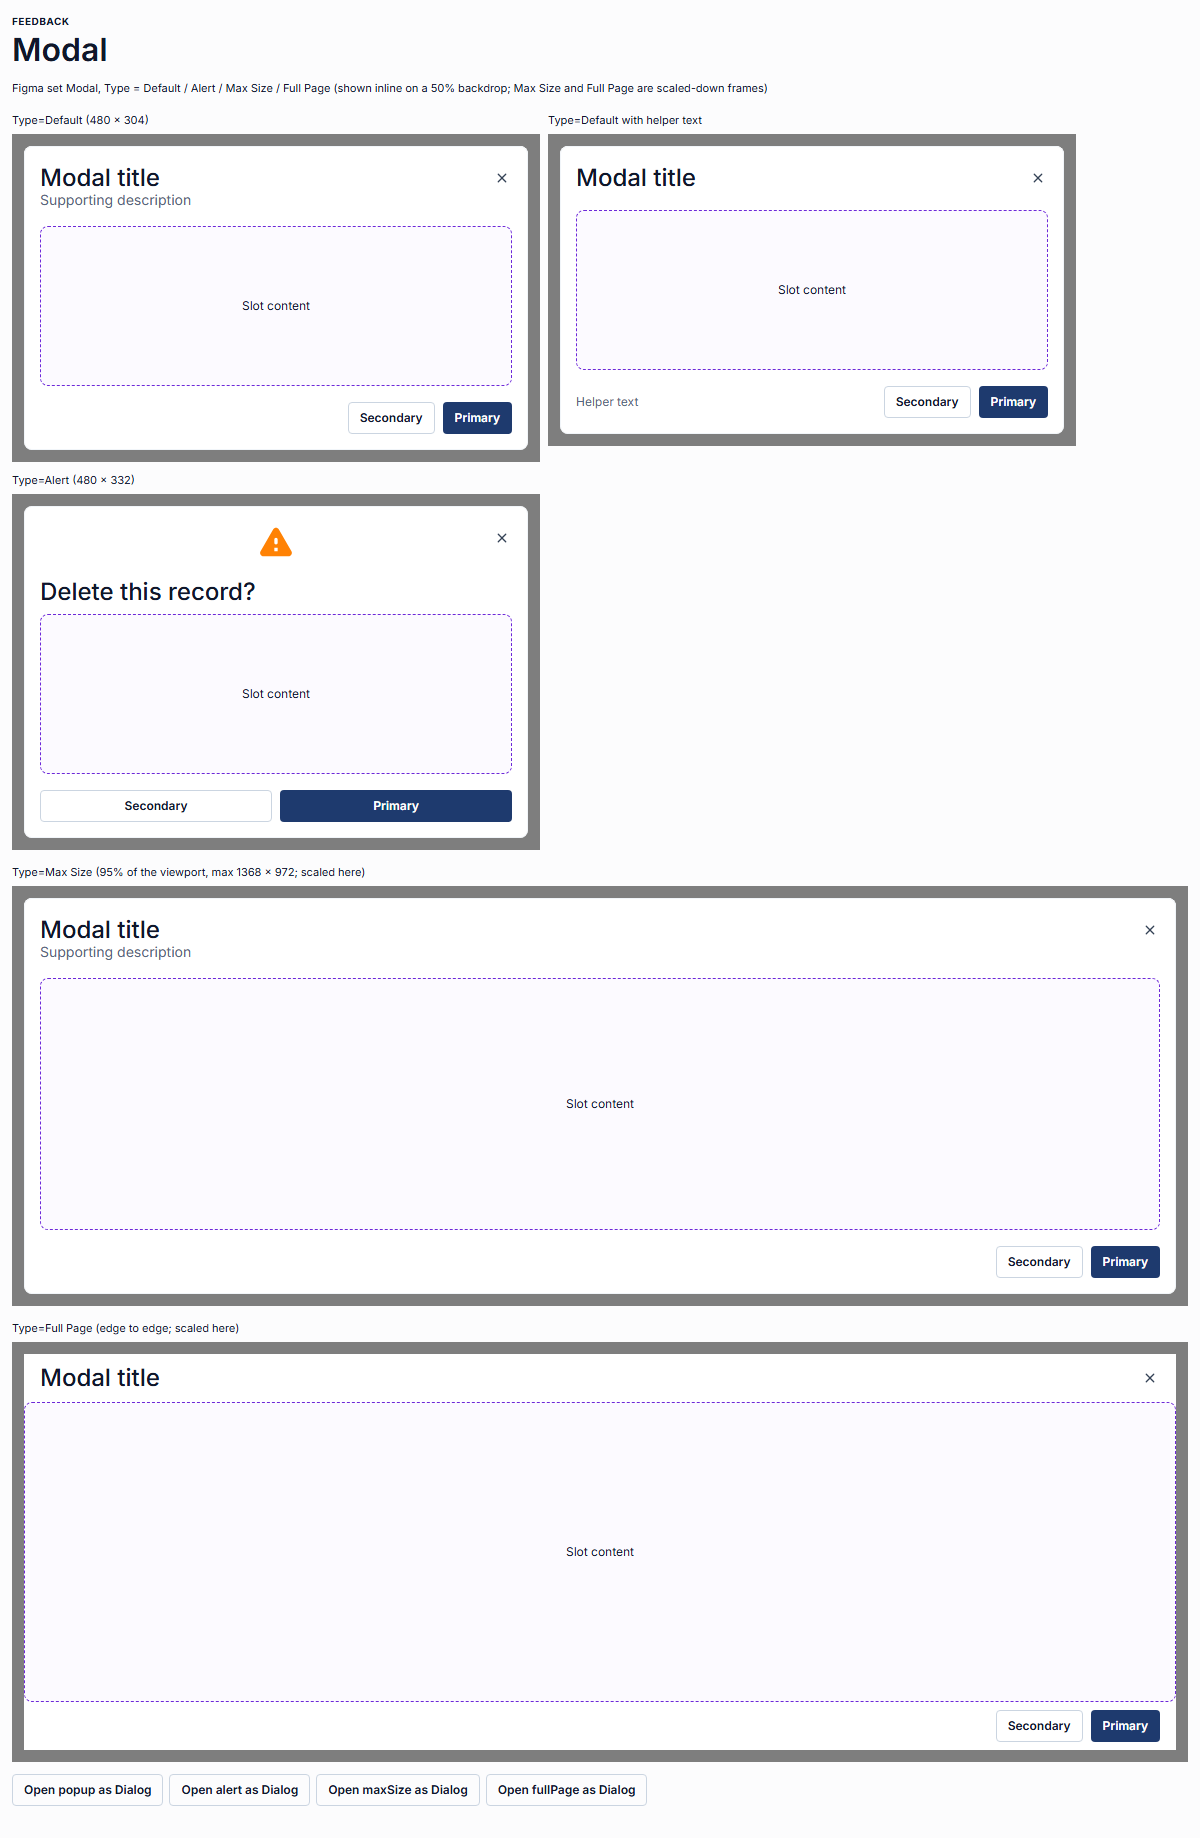 FEEDBACK
Modal
Figma set Modal, Type = Default / Alert / Max Size / Full Page (shown inline on a 50% backdrop; Max Size and Full Page are scaled-down frames)
Type=Default (480 × 304)
Modal title
Supporting description
Slot content
Secondary
Primary
Type=Default with helper text
Modal title
Slot content
Helper text
Secondary
Primary
Type=Alert (480 × 332)
Delete this record?
Slot content
Secondary
Primary
Type=Max Size (95% of the viewport, max 1368 × 972; scaled here)
Modal title
Supporting description
Slot content
Secondary
Primary
Type=Full Page (edge to edge; scaled here)
Modal title
Slot content
Secondary
Primary
Open popup as Dialog
Open alert as Dialog
Open maxSize as Dialog
Open fullPage as Dialog